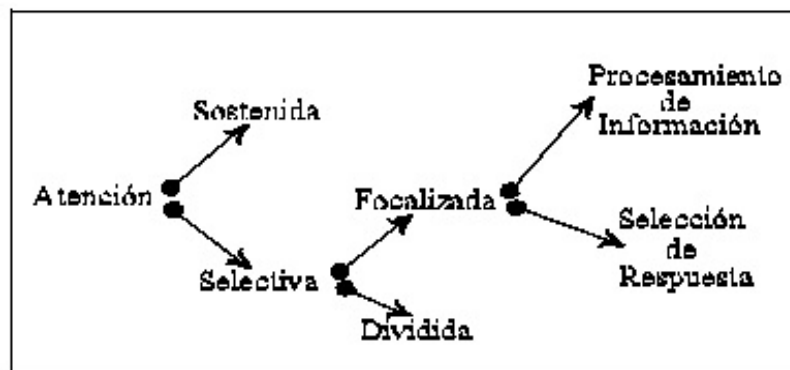 Procesamiento
de
Información
Sostenida
Atención
Focalizada
Selección
de
Respuesta
Selectiva
Dividida